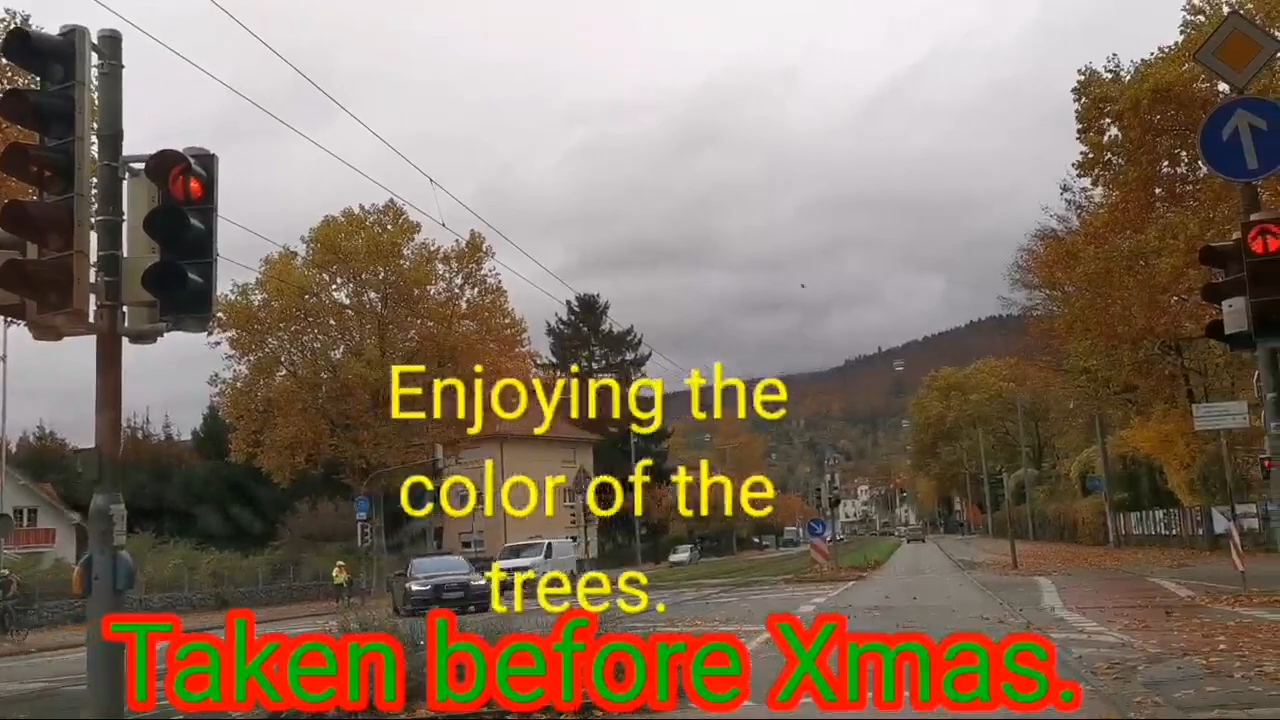 Enjoying the
color of the
trees.
Taken before Xmas.